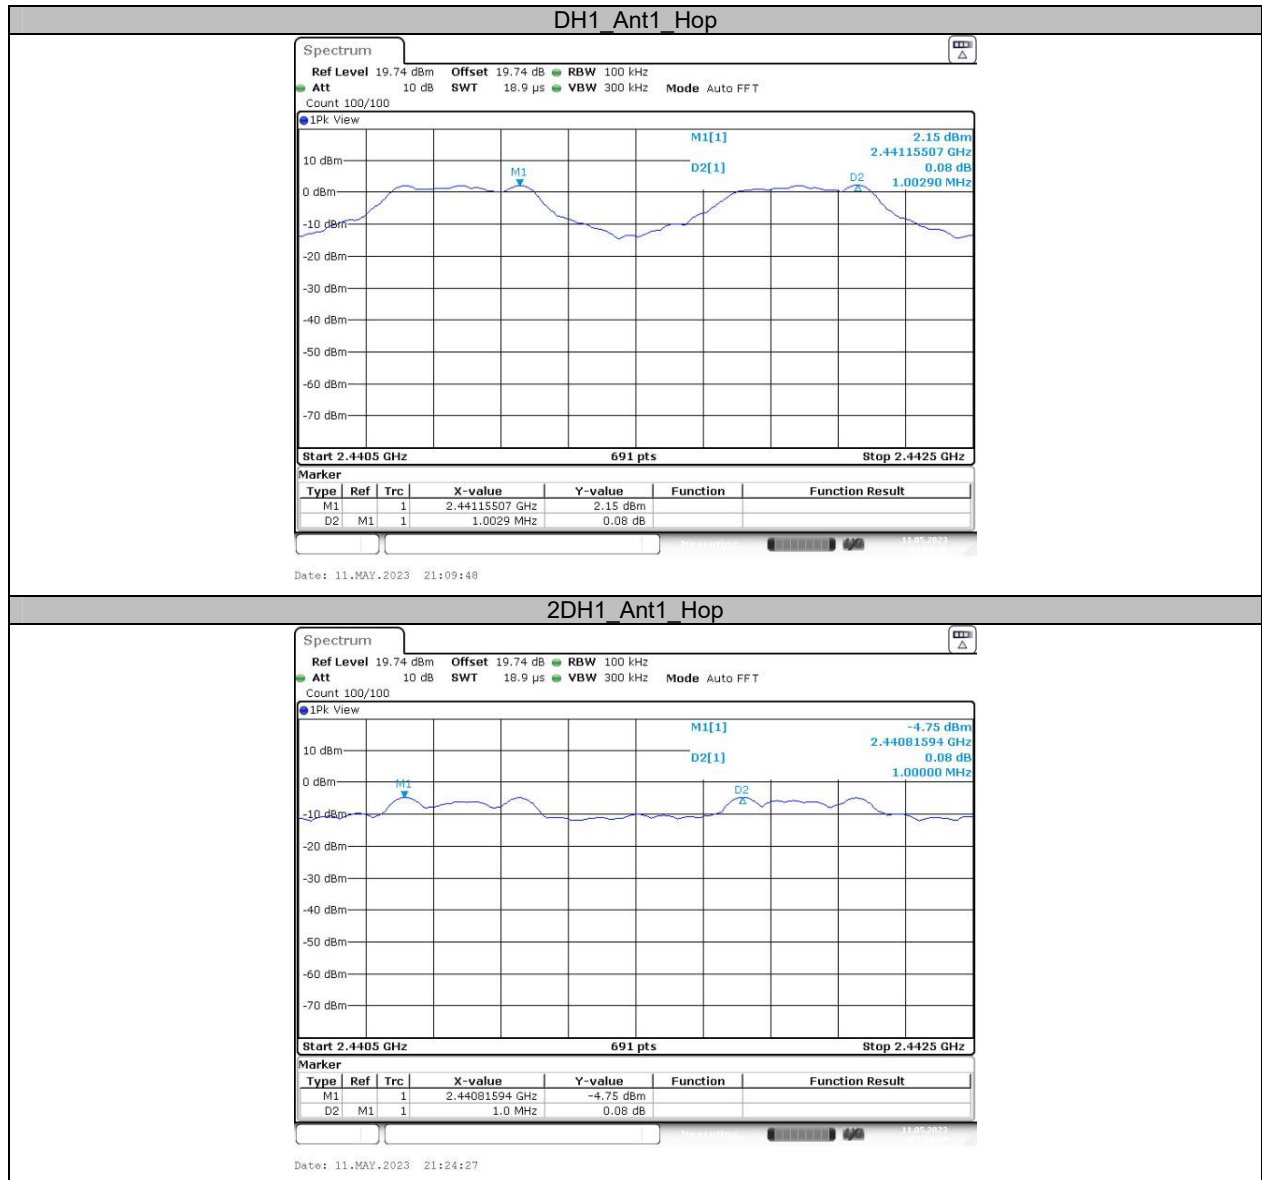 DH1_Ant1_Hop
Spectrum
Ref Level 19.74 dBm Offset 19.74 dB RBW 100 kHz
Att 10 dB SWT 18.9 µs VBW 300 kHz Mode Auto FFT
Count 100/100
1Pk View
M1[1] 2.15 dBm
2.44115507 GHz
D2[1] 0.08 dB
1.00290 MHz
M1
D2
10 dBm
0 dBm
-10 dBm
-20 dBm
-30 dBm
-40 dBm
-50 dBm
-60 dBm
-70 dBm
Start 2.4405 GHz 691 pts Stop 2.4425 GHz
Marker
Type Ref Trc X-value Y-value Function Function Result
M1 1 2.44115507 GHz 2.15 dBm
D2 M1 1 1.0029 MHz 0.08 dB
11.05.2023
Date: 11.MAY.2023 21:09:48
2DH1_Ant1_Hop
Spectrum
Ref Level 19.74 dBm Offset 19.74 dB RBW 100 kHz
Att 10 dB SWT 18.9 µs VBW 300 kHz Mode Auto FFT
Count 100/100
1Pk View
M1[1] -4.75 dBm
2.44081594 GHz
D2[1] 0.08 dB
1.00000 MHz
M1
D2
10 dBm
0 dBm
-10 dBm
-20 dBm
-30 dBm
-40 dBm
-50 dBm
-60 dBm
-70 dBm
Start 2.4405 GHz 691 pts Stop 2.4425 GHz
Marker
Type Ref Trc X-value Y-value Function Function Result
M1 1 2.44081594 GHz -4.75 dBm
D2 M1 1 1.0 MHz 0.08 dB
11.05.2023
Date: 11.MAY.2023 21:24:27